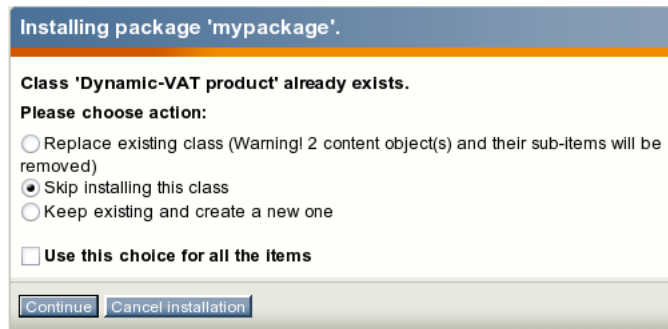 Installing package 'mypackage'.
Class 'Dynamic-VAT product' already exists.
Please choose action:
Replace existing class (Warning! 2 content object(s) and their sub-items will be
removed)
Skip installing this class
Keep existing and create a new one
Use this choice for all the items
Continue Cancel installation